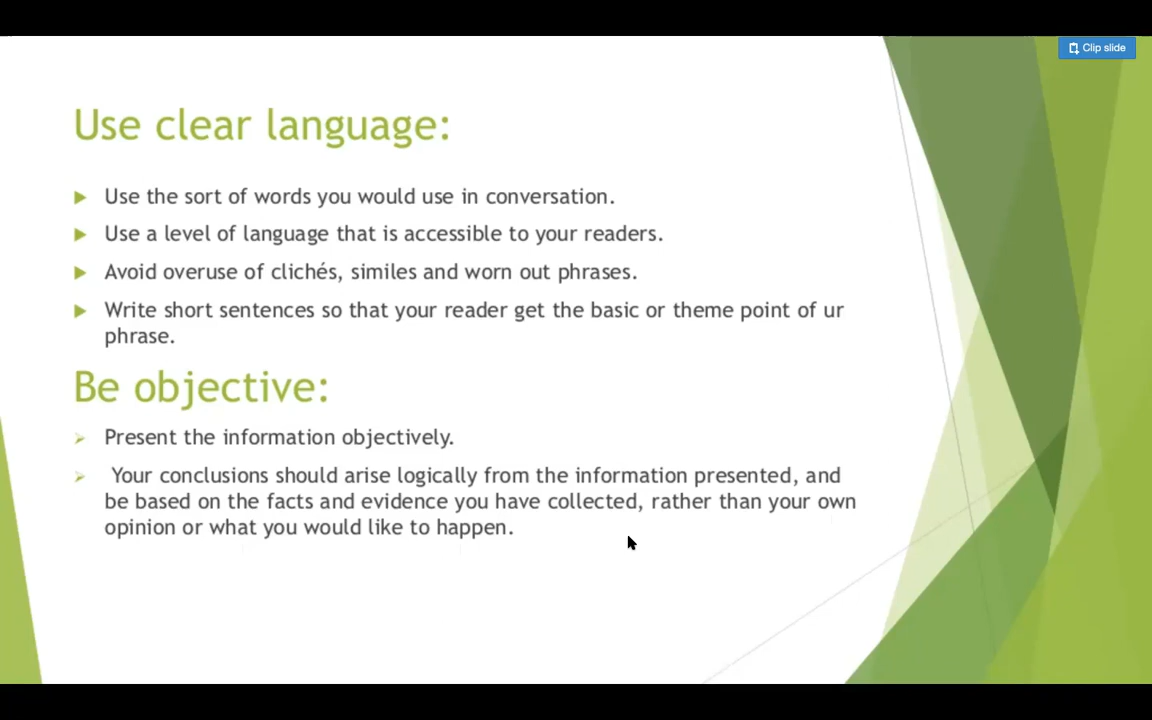 Clip slide
Use clear language:
Use the sort of words you would use in conversation.
Use a level of language that is accessible to your readers.
Avoid overuse of clichés, similes and worn out phrases.
Write short sentences so that your reader get the basic or theme point of ur
phrase.
Be objective:
Present the information objectively.
Your conclusions should arise logically from the information presented, and
be based on the facts and evidence you have collected, rather than your own
opinion or what you would like to happen.